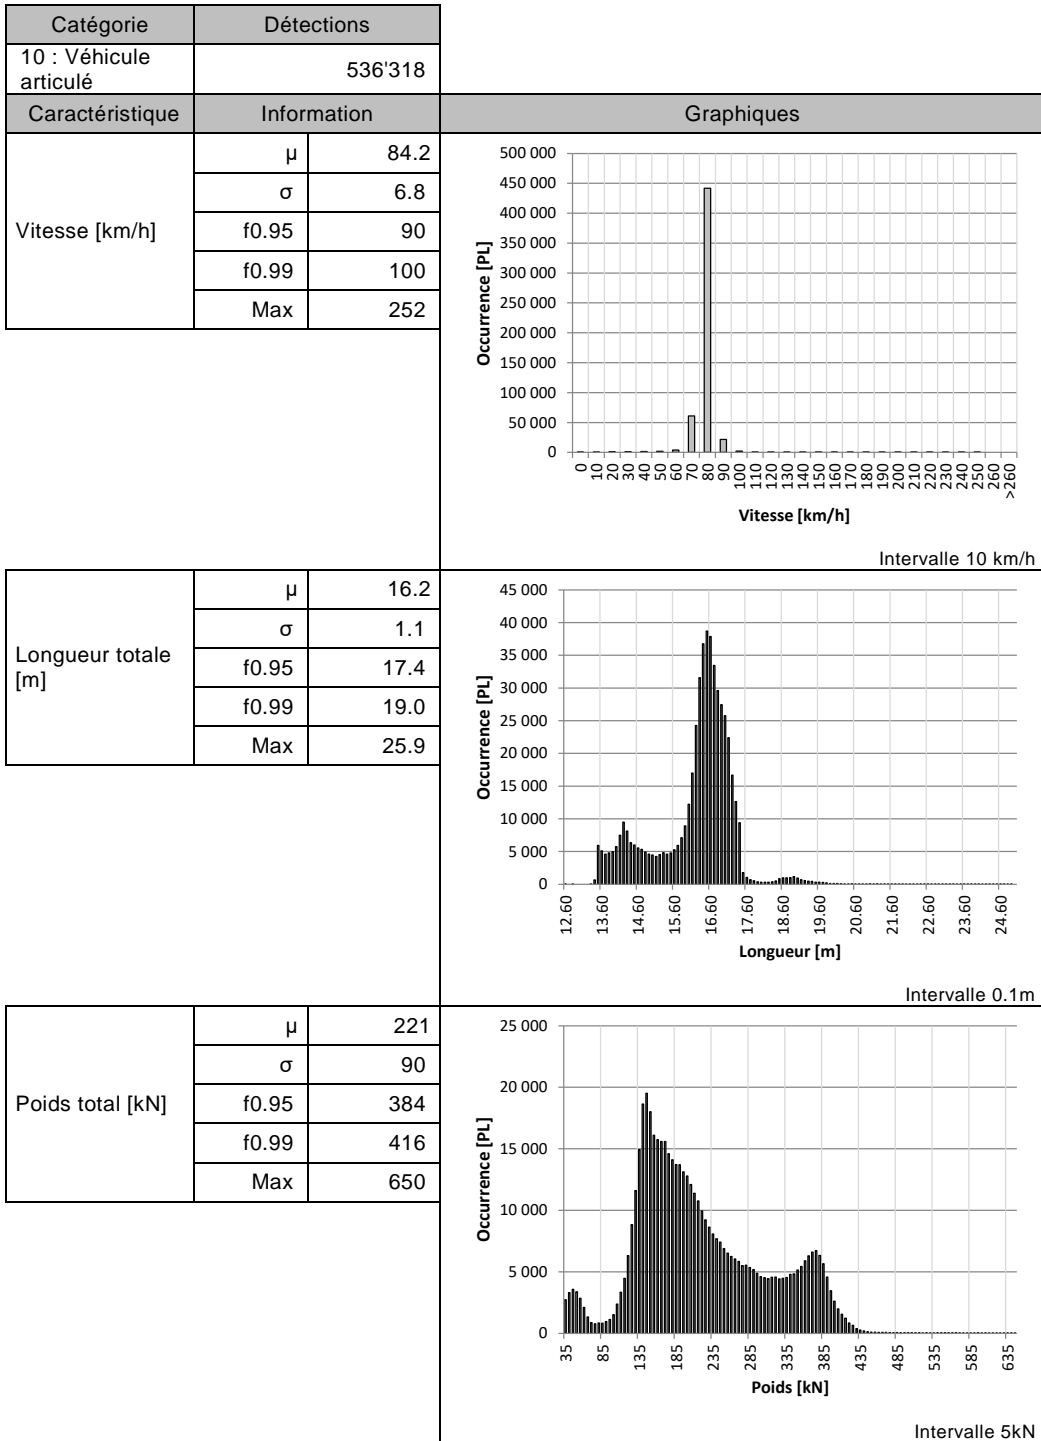 Catégorie Détections
10 : Véhicule
articulé
536'318
Caractéristique Information Graphiques
Vitesse [km/h]
µ 84.2
σ 6.8
f0.95 90
f0.99 100
Max 252
500 000
450 000
400 000
350 000
300 000
250 000
200 000
150 000
100 000
50 000
0
Occurrence [PL]
0 10 20 30 40 50 60 70 80 90 100 110 120 130 140 150 160 170 180 190 200 210 220 230 240 250 260 >260
Vitesse [km/h]
Intervalle 10 km/h
Longueur totale
[m]
µ 16.2
σ 1.1
f0.95 17.4
f0.99 19.0
Max 25.9
45 000
40 000
35 000
30 000
25 000
20 000
15 000
10 000
5 000
0
Occurrence [PL]
12.60 13.60 14.60 15.60 16.60 17.60 18.60 19.60 20.60 21.60 22.60 23.60 24.60
Longueur [m]
Intervalle 0.1m
Poids total [kN]
µ 221
σ 90
f0.95 384
f0.99 416
Max 650
25 000
20 000
15 000
10 000
5 000
0
Occurrence [PL]
35 85 135 185 235 285 335 385 435 485 535 585 635
Poids [kN]
Intervalle 5kN